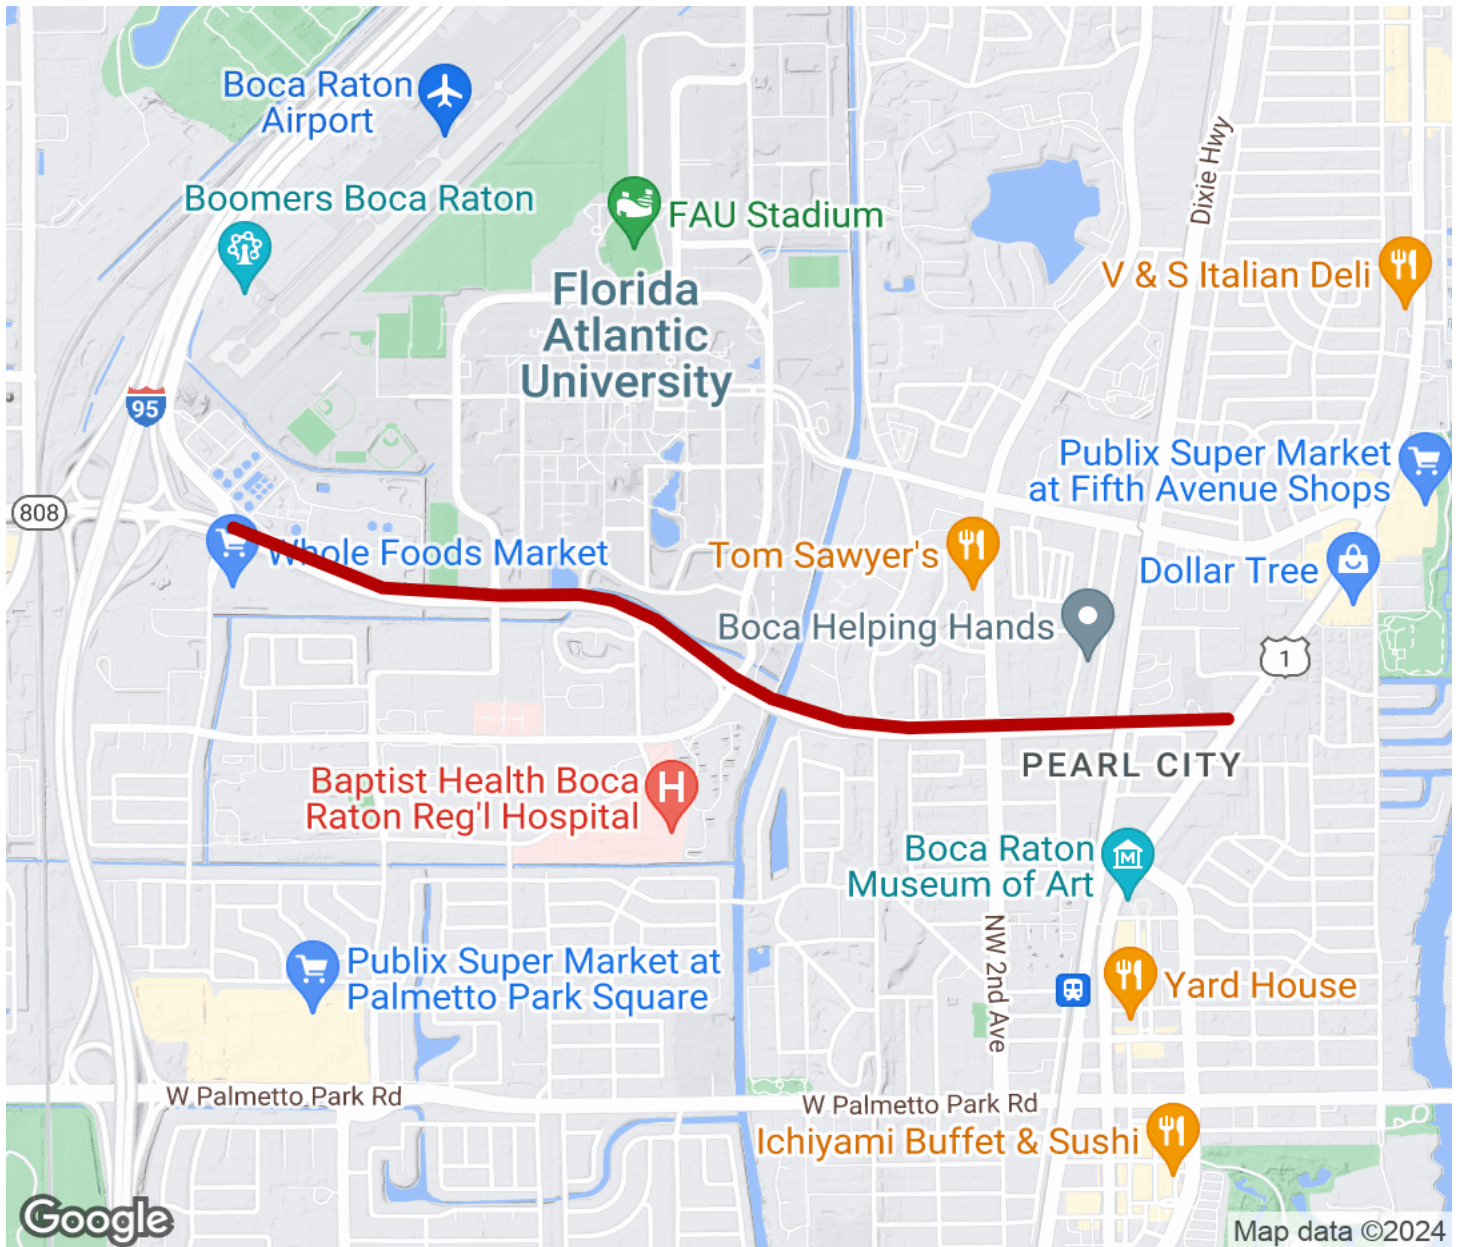 Boca Raton
Airport
Boomers Boca Raton
FAU Stadium
Dixie Hwy
Florida
Atlantic
University
V & S Italian Deli
95
Publix Super Market
at Fifth Avenue Shops
808
Whole Foods Market
Tom Sawyer's
Dollar Tree
Boca Helping Hands
1
PEARL CITY
Baptist Health Boca
Raton Reg'l Hospital
H
Boca Raton
Museum of Art
M
NW 2nd Ave
Publix Super Market at
Palmetto Park Square
Yard House
W Palmetto Park Rd
W Palmetto Park Rd
Ichiyami Buffet & Sushi
Google
Map data ©2024